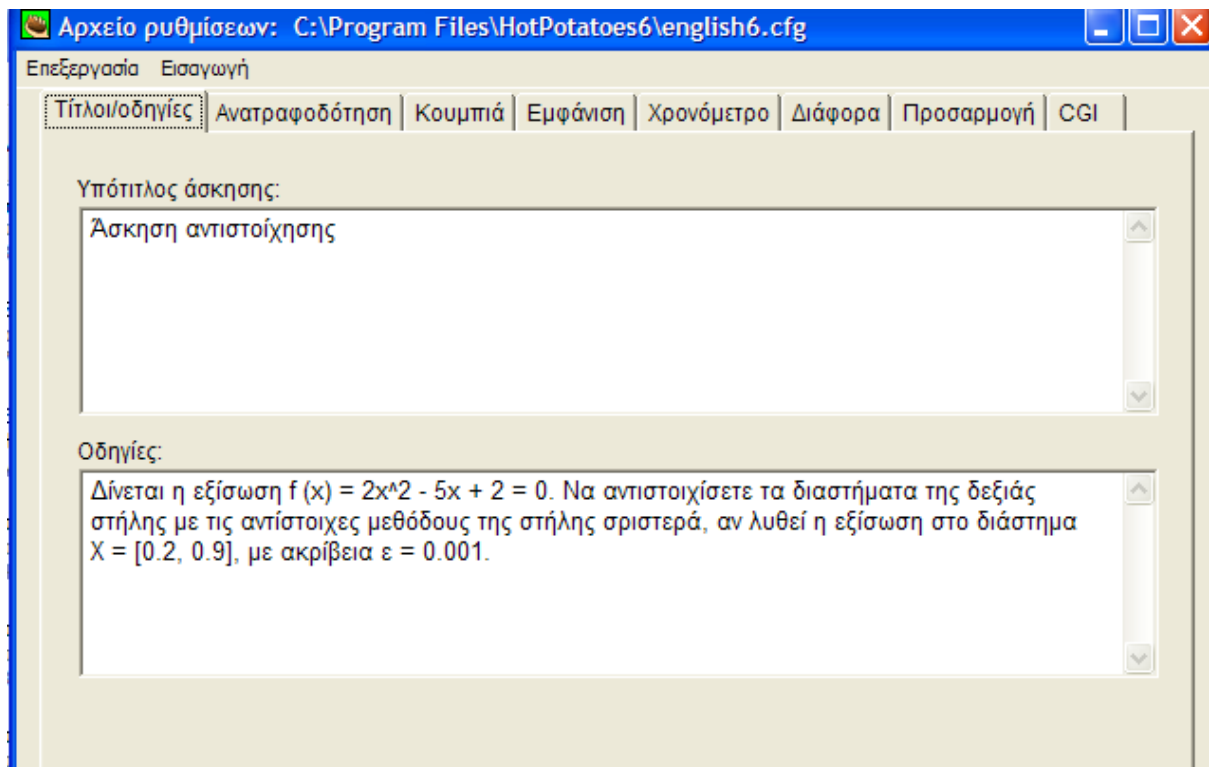 Αρχείο ρυθμίσεων: C:\Program Files\HotPotatoes6\english6.cfg
Επεξεργασία Εισαγωγή
Τίτλοι/οδηγίες Ανατραφοδότηση Κουμπιά Εμφάνιση Χρονόμετρο Διάφορα Προσαρμογή CGI
Υπότιτλος άσκησης:
Άσκηση αντιστοίχησης
Οδηγίες:
Δίνεται η εξίσωση f (x) = 2x^2 - 5x + 2 = 0. Να αντιστοιχίσετε τα διαστήματα της δεξιάς
στήλης με τις αντίστοιχες μεθόδους της στήλης σριστερά, αν λυθεί η εξίσωση στο διάστημα
X = [0.2, 0.9], με ακρίβεια ε = 0.001.